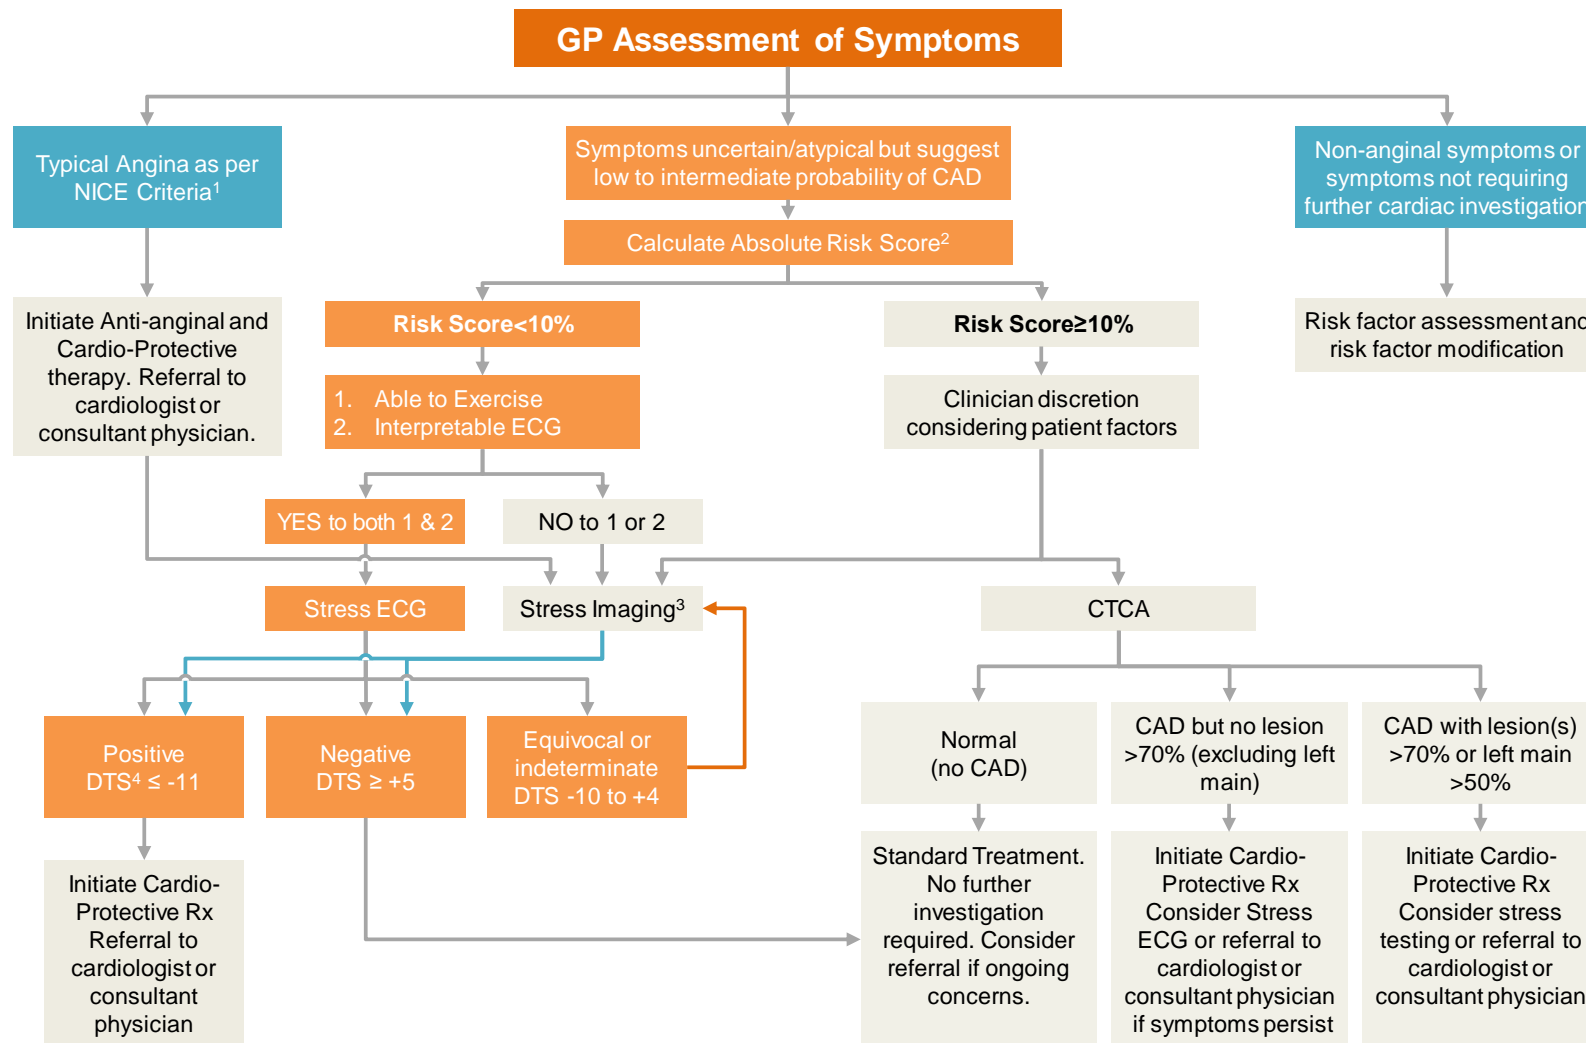 GP Assessment of Symptoms
Typical Angina as per
NICE Criteria1
Symptoms uncertain/atypical but suggest
low to intermediate probability of CAD
Non-anginal symptoms or
symptoms not requiring
further cardiac investigation
Calculate Absolute Risk Score2
Initiate Anti-anginal and
Cardio-Protective
therapy. Referral to
cardiologist or
consultant physician.
Risk Score<10%
Risk Score≥10%
Risk factor assessment and
risk factor modification
1. Able to Exercise
2. Interpretable ECG
Clinician discretion
considering patient factors
YES to both 1 & 2
NO to 1 or 2
Stress ECG
Stress Imaging3
CTCA
Positive
DTS4 ≤ -11
Negative
DTS ≥ +5
Equivocal or
indeterminate
DTS -10 to +4
Normal
(no CAD)
CAD but no lesion
>70% (excluding left
main)
CAD with lesion(s)
>70% or left main
>50%
Initiate Cardio-
Protective Rx
Referral to
cardiologist or
consultant
physician
Standard Treatment.
No further
investigation
required. Consider
referral if ongoing
concerns.
Initiate Cardio-
Protective Rx
Consider Stress
ECG or referral to
cardiologist or
consultant physician
if symptoms persist
Initiate Cardio-
Protective Rx
Consider stress
testing or referral to
cardiologist or
consultant physician